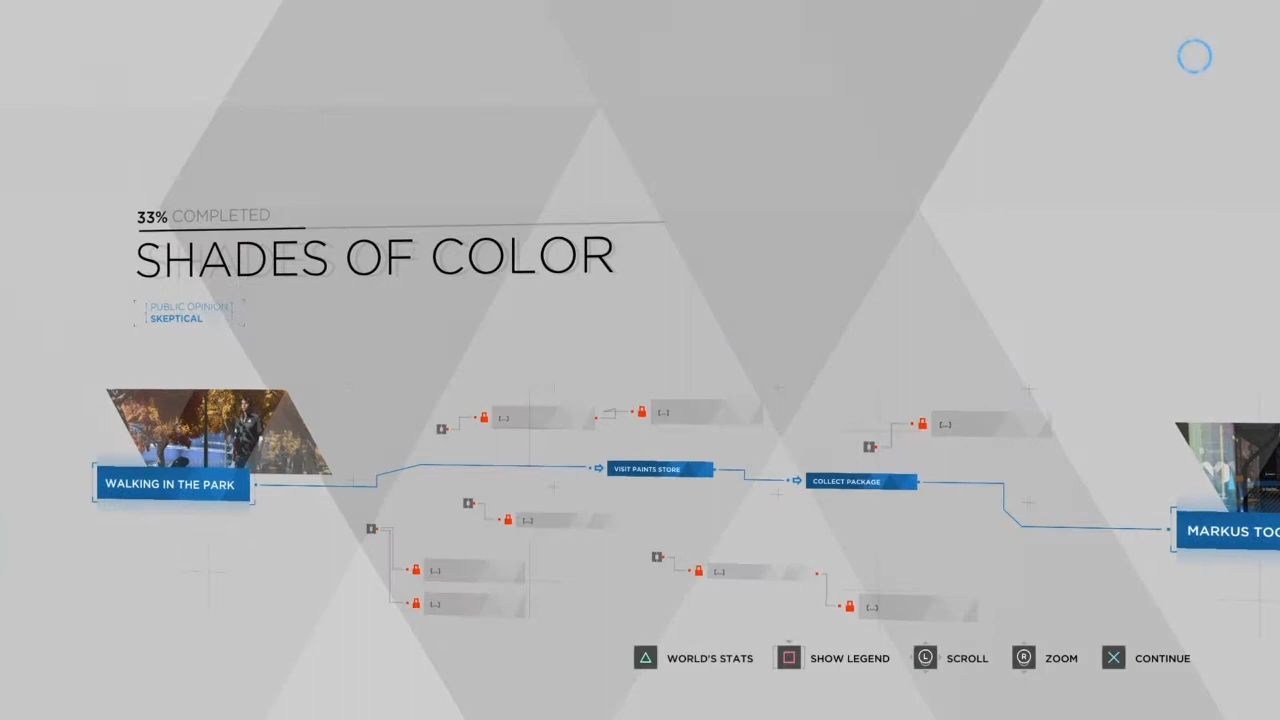 33% COMPLETED
SHADES OF COLOR
PUBLIC OPINION
SKEPTICAL
[...]
[...]
[...]
WALKING IN THE PARK
VISIT PAINTS STORE
COLLECT PACKAGE
[...]
MARKUS TOO
[...]
[...]
[...]
[...]
WORLD'S STATS
SHOW LEGEND
L
SCROLL
R
ZOOM
CONTINUE